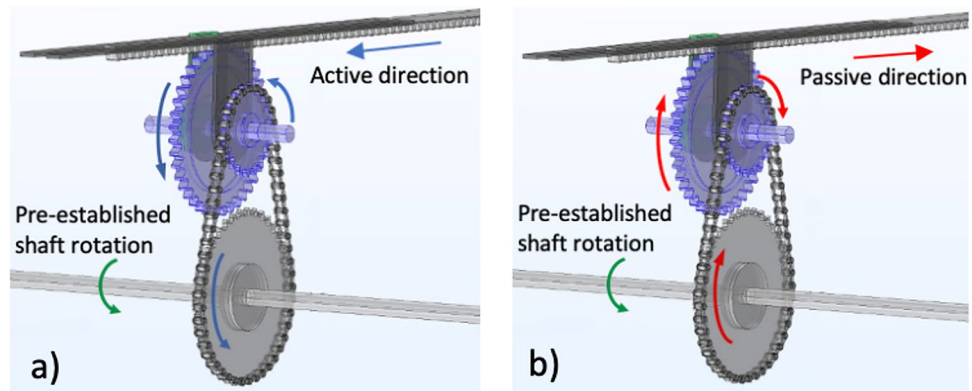 Active direction
Pre-established
shaft rotation
a)
Passive direction
Pre-established
shaft rotation
b)